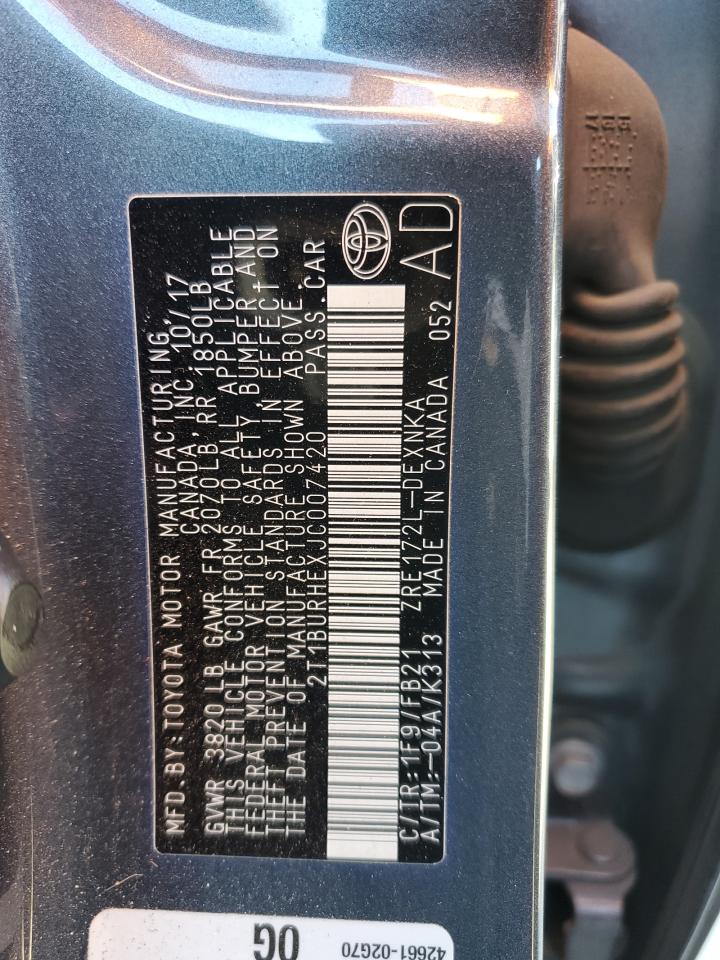 MFD. BY: TOYOTA MOTOR MANUFACTURING
CANADA INC 10/17
GVWR 3820 LB GAWR FR 2070LB RR 1850LB
THIS VEHICLE CONFORMS TO ALL APPLICABLE
FEDERAL MOTOR VEHICLE SAFETY BUMPER AND
THEFT PREVENTION STANDARDS IN EFFECT ON
THE DATE OF MANUFACTURE SHOWN ABOVE
2T1BURHEXJC007420 PASS.CAR
C/TR:1F9/FB21 ZRE172L-DEXNKA
A/TM:-04A/K313 MADE IN CANADA 052 AD
42661-02G70
0G